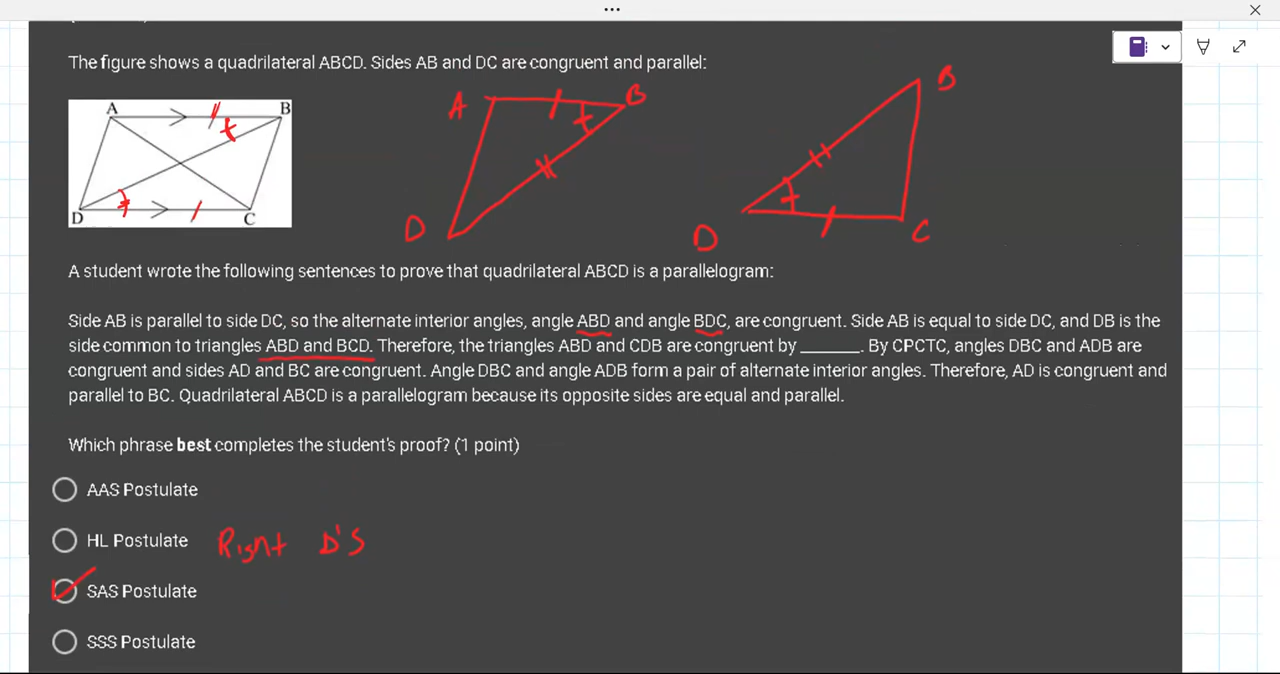 The figure shows a quadrilateral ABCD. Sides AB and DC are congruent and parallel:
A B
D C
A B
D
B
D C
A student wrote the following sentences to prove that quadrilateral ABCD is a parallelogram:
Side AB is parallel to side DC, so the alternate interior angles, angle ABD and angle BDC, are congruent. Side AB is equal to side DC, and DB is the
side common to triangles ABD and BCD. Therefore, the triangles ABD and CDB are congruent by ______. By CPCTC, angles DBC and ADB are
congruent and sides AD and BC are congruent. Angle DBC and angle ADB form a pair of alternate interior angles. Therefore, AD is congruent and
parallel to BC. Quadrilateral ABCD is a parallelogram because its opposite sides are equal and parallel.
Which phrase best completes the student's proof? (1 point)
AAS Postulate
HL Postulate Right Δ'S
SAS Postulate
SSS Postulate